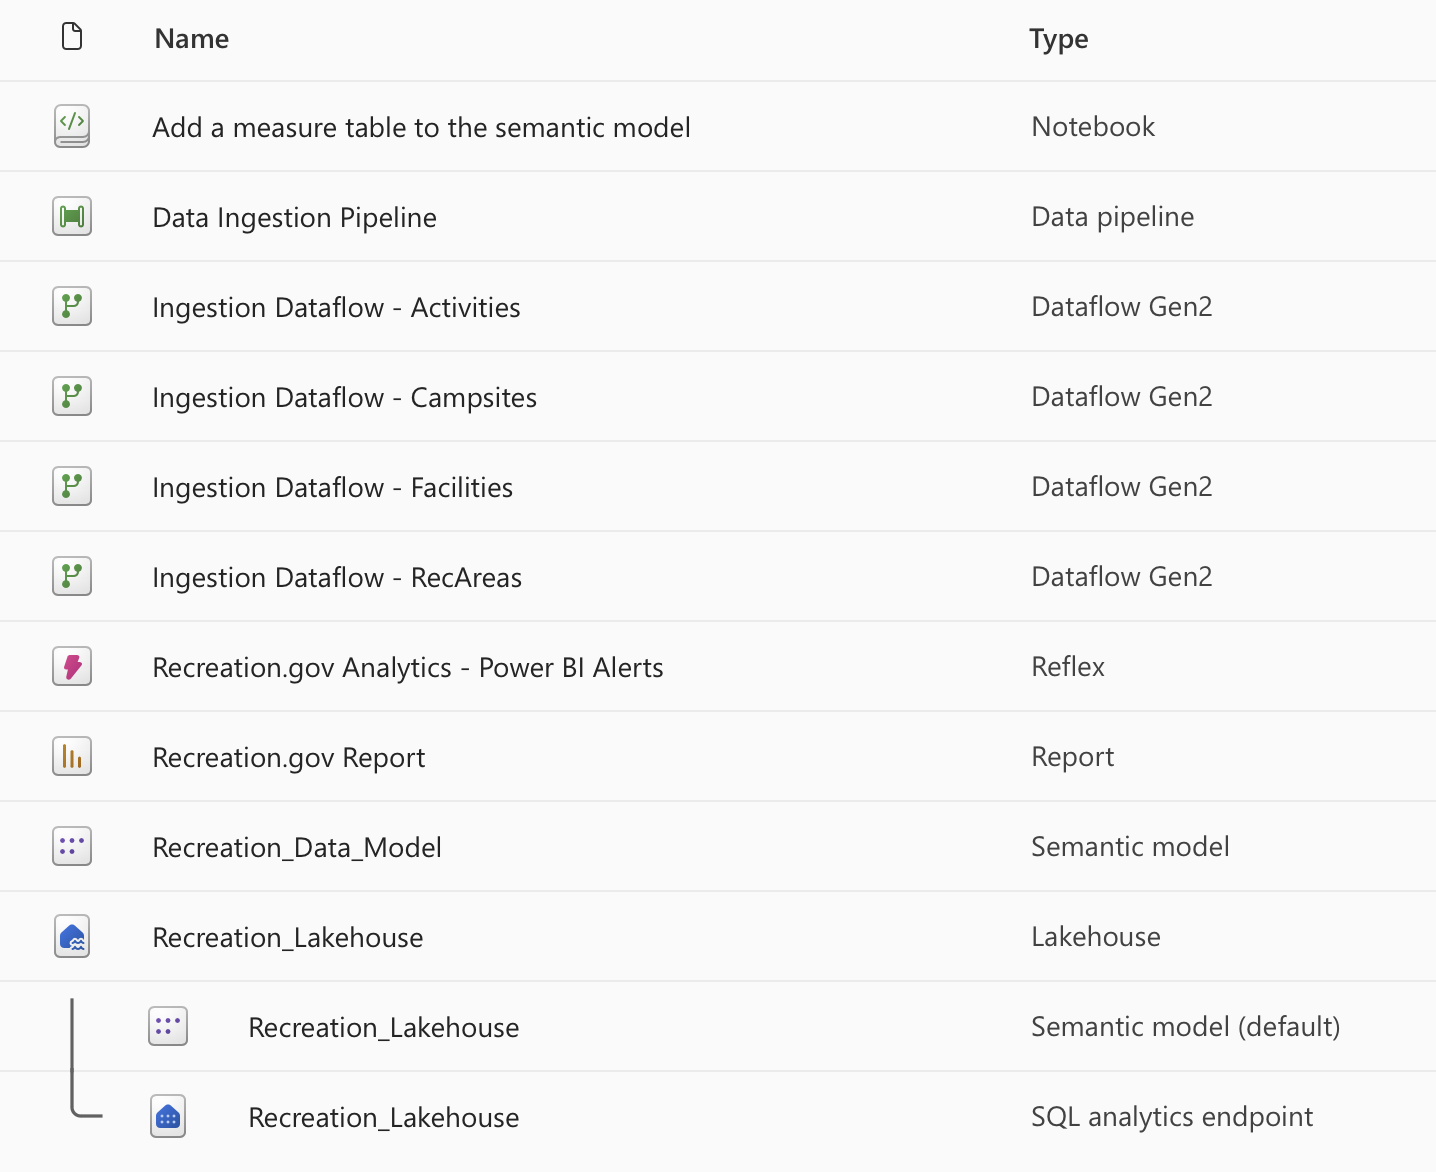 Name Type
Add a measure table to the semantic model Notebook
Data Ingestion Pipeline Data pipeline
Ingestion Dataflow - Activities Dataflow Gen2
Ingestion Dataflow - Campsites Dataflow Gen2
Ingestion Dataflow - Facilities Dataflow Gen2
Ingestion Dataflow - RecAreas Dataflow Gen2
Recreation.gov Analytics - Power BI Alerts Reflex
Recreation.gov Report Report
Recreation_Data_Model Semantic model
Recreation_Lakehouse Lakehouse
Recreation_Lakehouse Semantic model (default)
Recreation_Lakehouse SQL analytics endpoint